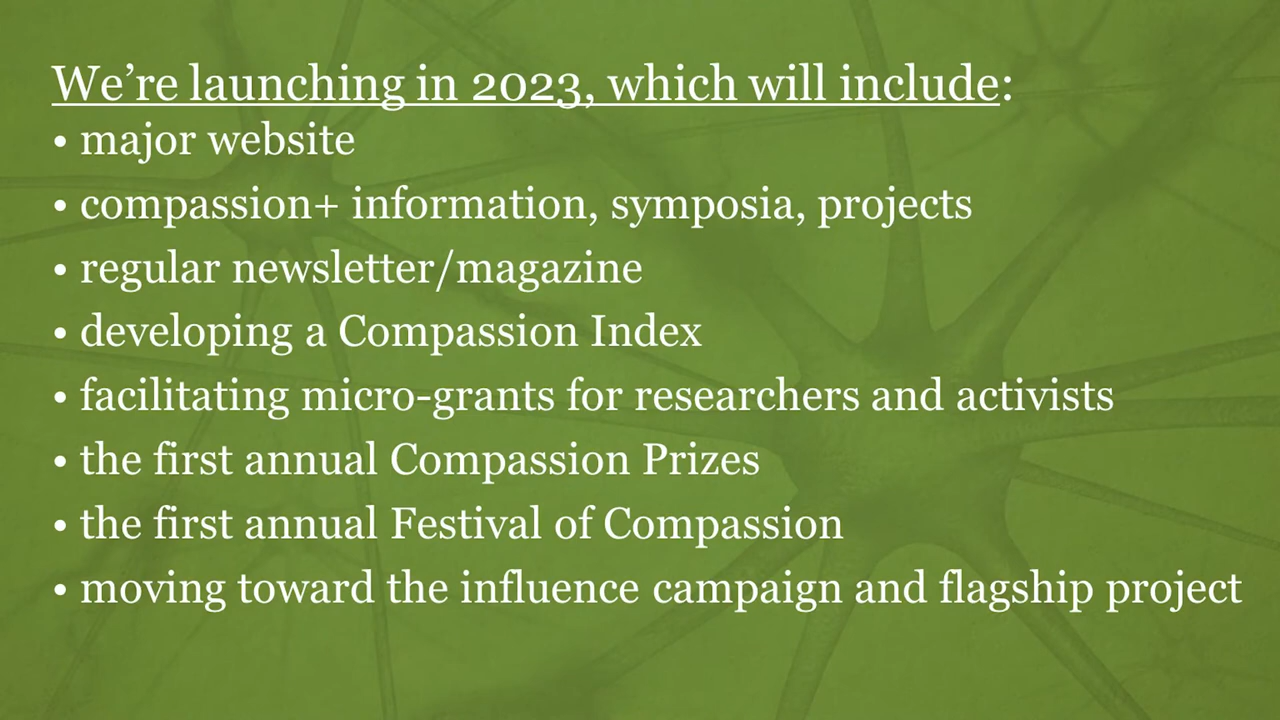 We’re launching in 2023, which will include:
• major website
• compassion+ information, symposia, projects
• regular newsletter/magazine
• developing a Compassion Index
• facilitating micro-grants for researchers and activists
• the first annual Compassion Prizes
• the first annual Festival of Compassion
• moving toward the influence campaign and flagship project